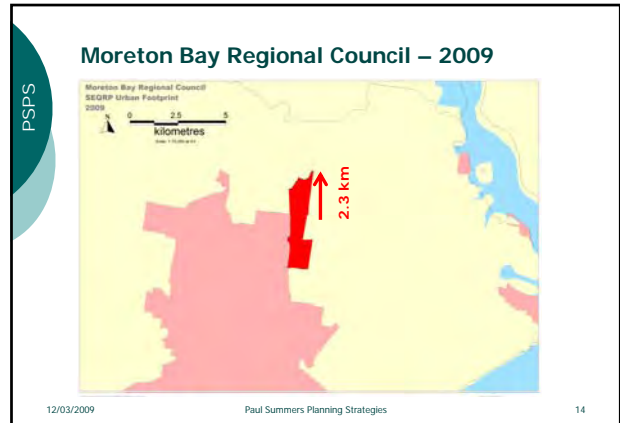 Moreton Bay Regional Council – 2009
PSPS
Moreton Bay Regional Council
SEQRP Urban Footprint
2009
N
0 2.5 5
kilometres
2.3 km
12/03/2009 Paul Summers Planning Strategies 14